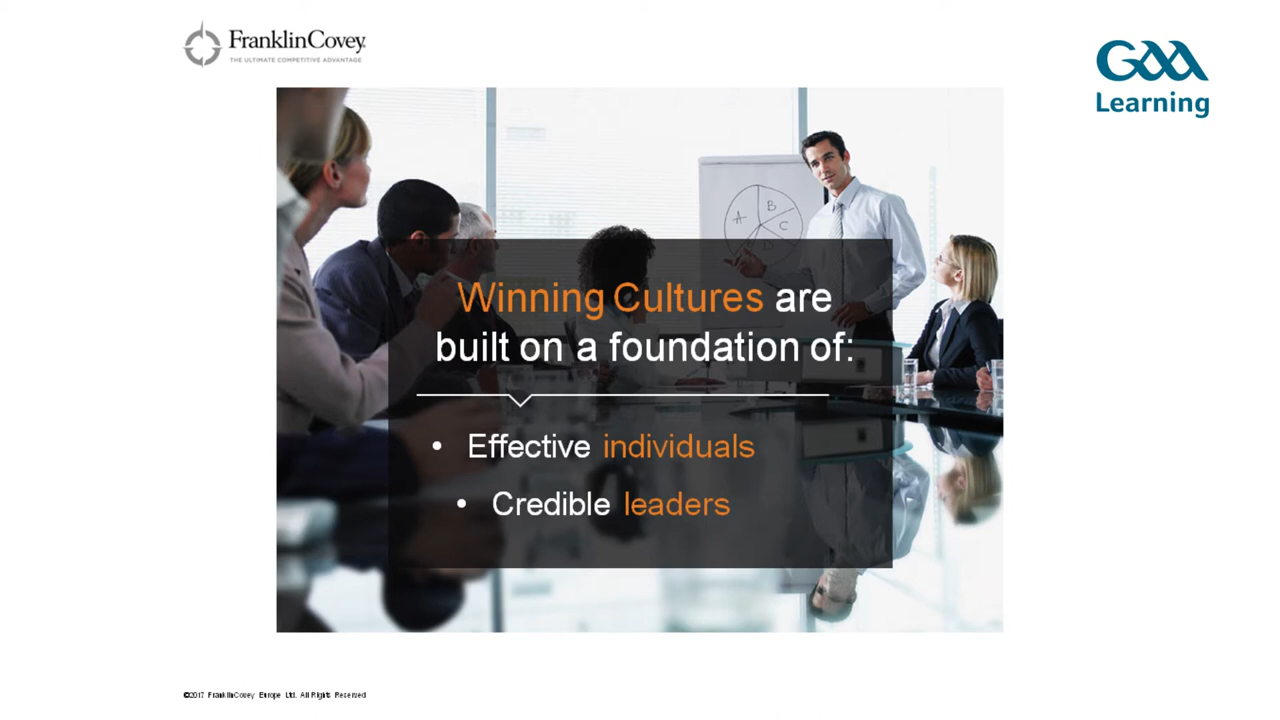 FranklinCovey
THE ULTIMATE COMPETITIVE ADVANTAGE
GAA
Learning
A
B
C
D
Winning Cultures are
built on a foundation of:
• Effective individuals
• Credible leaders
©2017 FranklinCovey Europe Ltd. All Rights Reserved